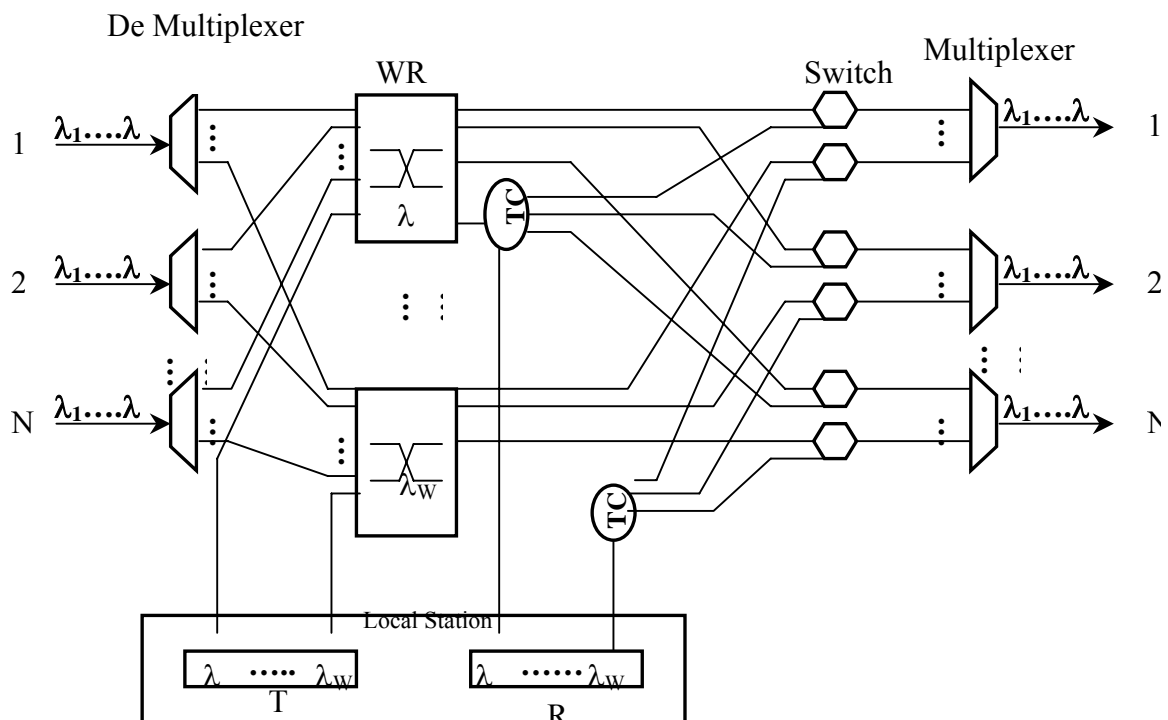 De Multiplexer
WR
Switch
Multiplexer
1
λ₁….λ
λ₁….λ
1
λ
TC
2
λ₁….λ
λ₁….λ
2
N
λ₁….λ
λ₁….λ
N
λW
TC
Local Station
λ ….. λW
λ …… λW
T
R